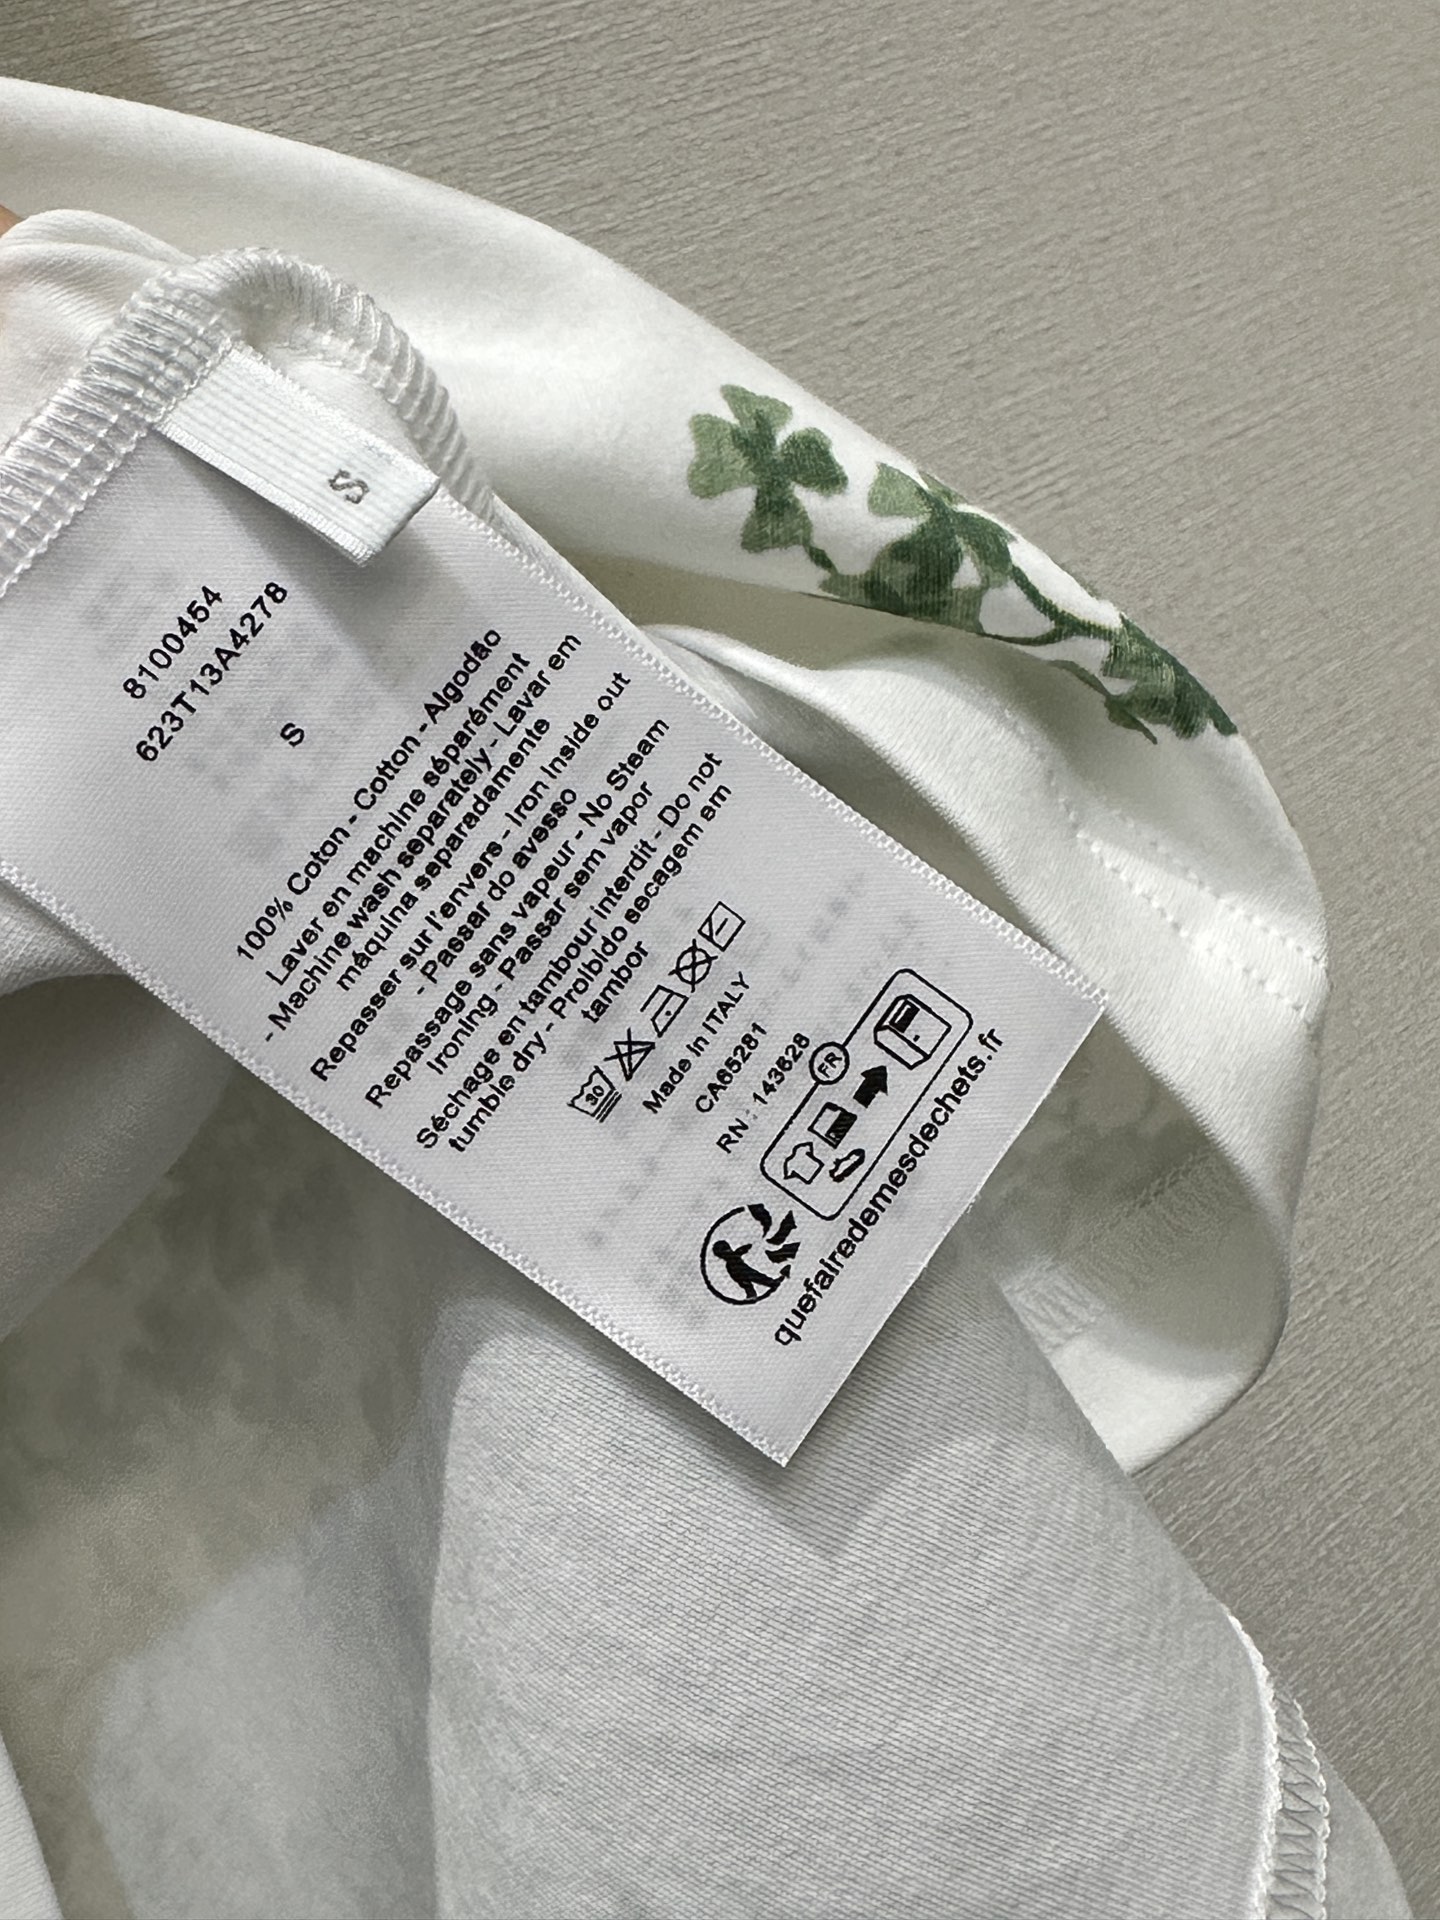 S
8100454
623T13A4278
S
100% Coton - Cotton - Algodão
Laver en machine séparément
- Machine wash separately - Lavar em
máquina separadamente
Repasser sur l'envers - Iron Inside out
- Passar do avesso
Repassage sans vapeur - No Steam
Ironing - Passar sem vapor
Séchage en tambour interdit - Do not
tumble dry - Proibido secagem em
tambor
30
Made In ITALY
CA65281
RN : 143628
FR
quefairedemesdechets.fr